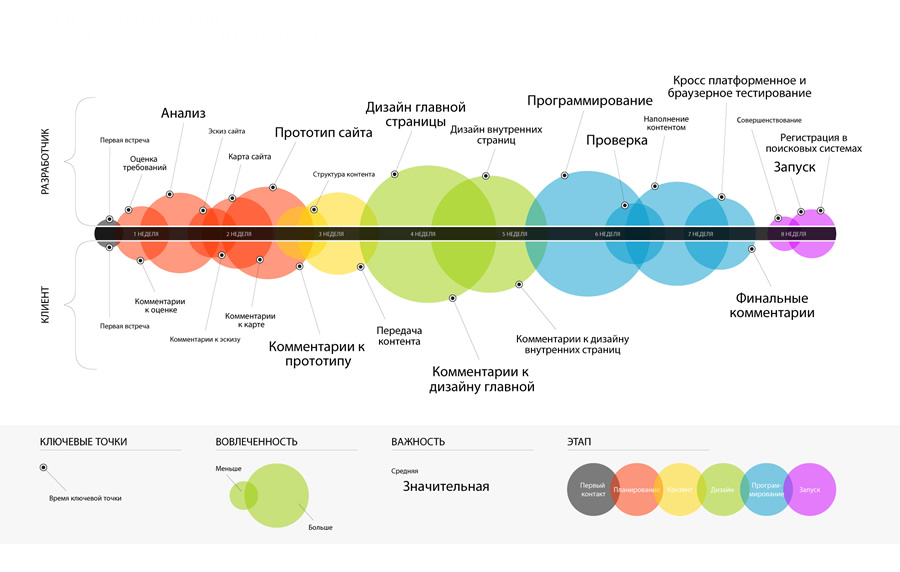 Кросс платформенное и
браузерное тестирование
Дизайн главной
страницы
Программирование
Анализ
Эскиз сайта
Прототип сайта
Дизайн внутренних
страниц
Наполнение
контентом
Совершенствование
Первая встреча
Проверка
Регистрация в
поисковых системах
Оценка
требований
Карта сайта
Структура контента
Запуск
РАЗРАБОТЧИК
1 НЕДЕЛЯ
2 НЕДЕЛЯ
3 НЕДЕЛЯ
4 НЕДЕЛЯ
5 НЕДЕЛЯ
6 НЕДЕЛЯ
7 НЕДЕЛЯ
8 НЕДЕЛЯ
КЛИЕНТ
Комментарии
к оценке
Первая встреча
Комментарии к эскизу
Комментарии
к карте
Комментарии к
прототипу
Передача
контента
Комментарии к
дизайну главной
Комментарии к дизайну
внутренних страниц
Финальные
комментарии
КЛЮЧЕВЫЕ ТОЧКИ
Время ключевой точки
ВОВЛЕЧЕННОСТЬ
Меньше
Больше
ВАЖНОСТЬ
Средняя
Значительная
ЭТАП
Первый
контакт
Планирование
Контент
Дизайн
Програм-
мирование
Запуск